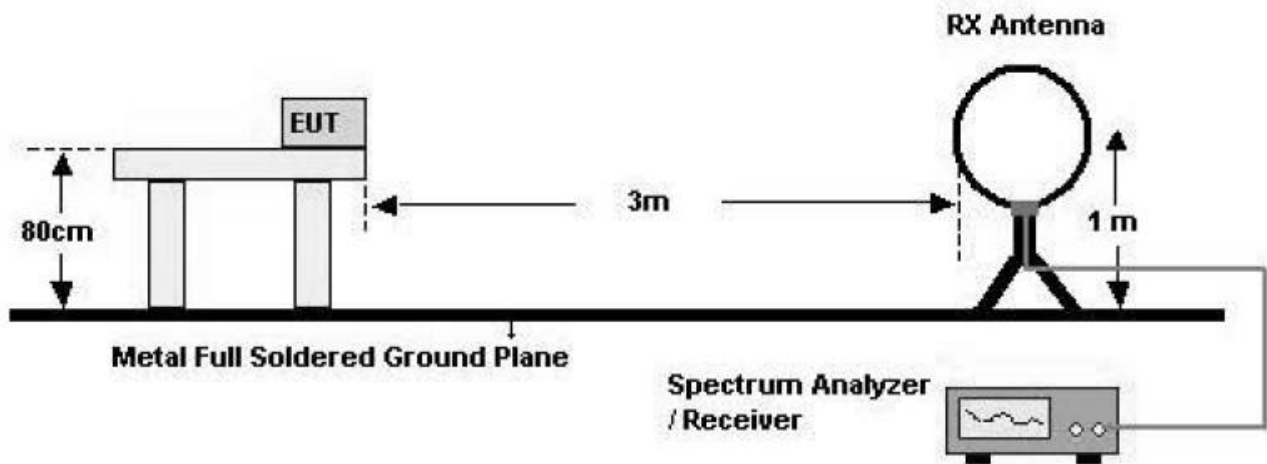 RX Antenna
EUT
3m
80cm
1 m
Metal Full Soldered Ground Plane
Spectrum Analyzer
/ Receiver